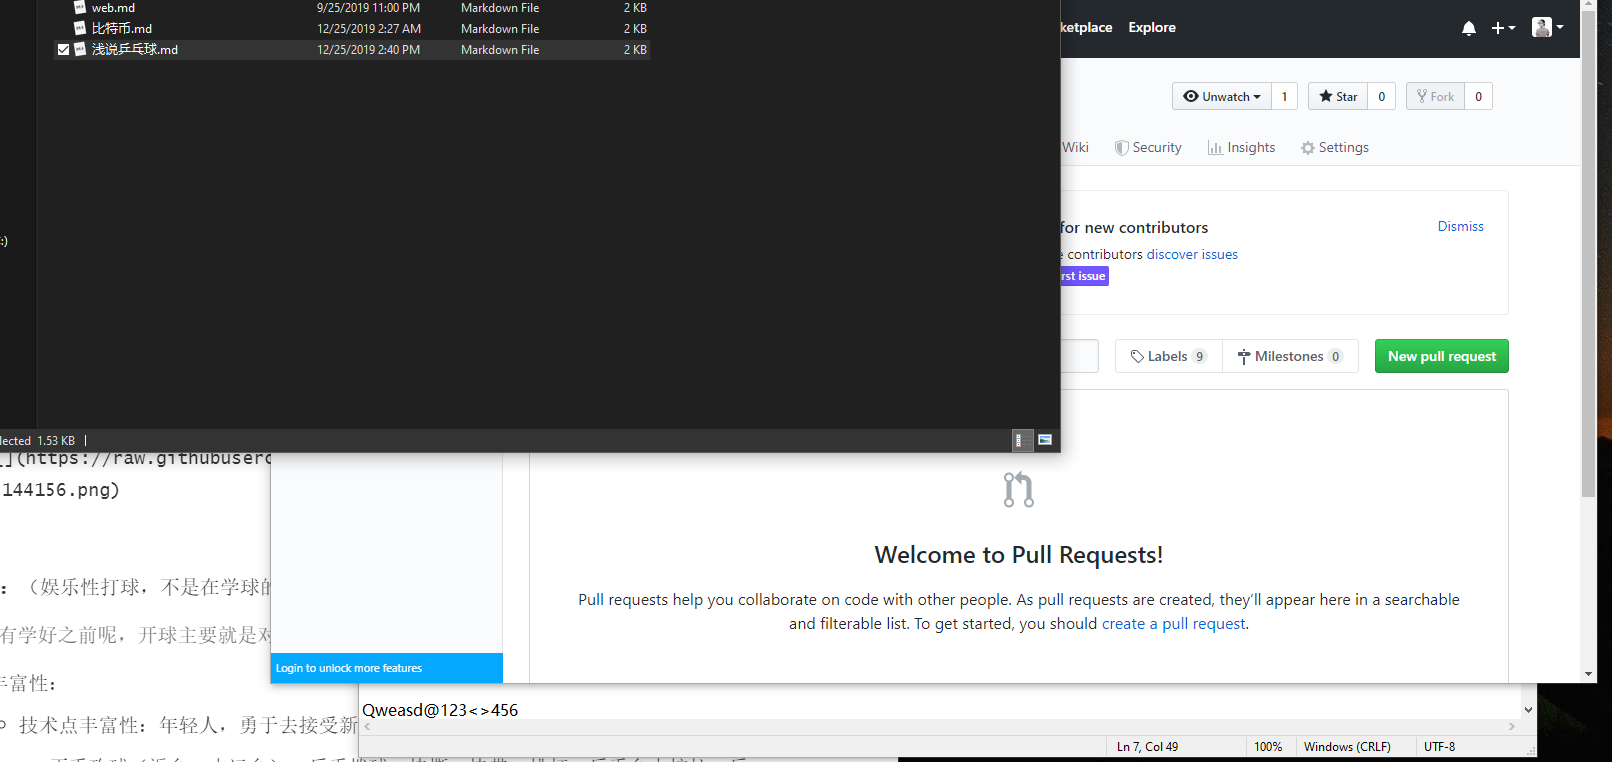 web.md 9/25/2019 11:00 PM Markdown File 2 KB
比特币.md 12/25/2019 2:27 AM Markdown File 2 KB
浅说乒乓球.md 12/25/2019 2:40 PM Markdown File 2 KB
:)
lected 1.53 KB
ketplace Explore
Unwatch 1 Star 0 Fork 0
Wiki Security Insights Settings
for new contributors Dismiss
e contributors discover issues
rst issue
Labels 9 Milestones 0 New pull request
](https://raw.githubuserc
144156.png)
Welcome to Pull Requests!
Pull requests help you collaborate on code with other people. As pull requests are created, they’ll appear here in a searchable
and filterable list. To get started, you should create a pull request.
：（娱乐性打球，不是在学球的
有学好之前呢，开球主要就是对
丰富性：
技术点丰富性：年轻人，勇于去接受新
Login to unlock more features
Qweasd@123<>456
Ln 7, Col 49 100% Windows (CRLF) UTF-8